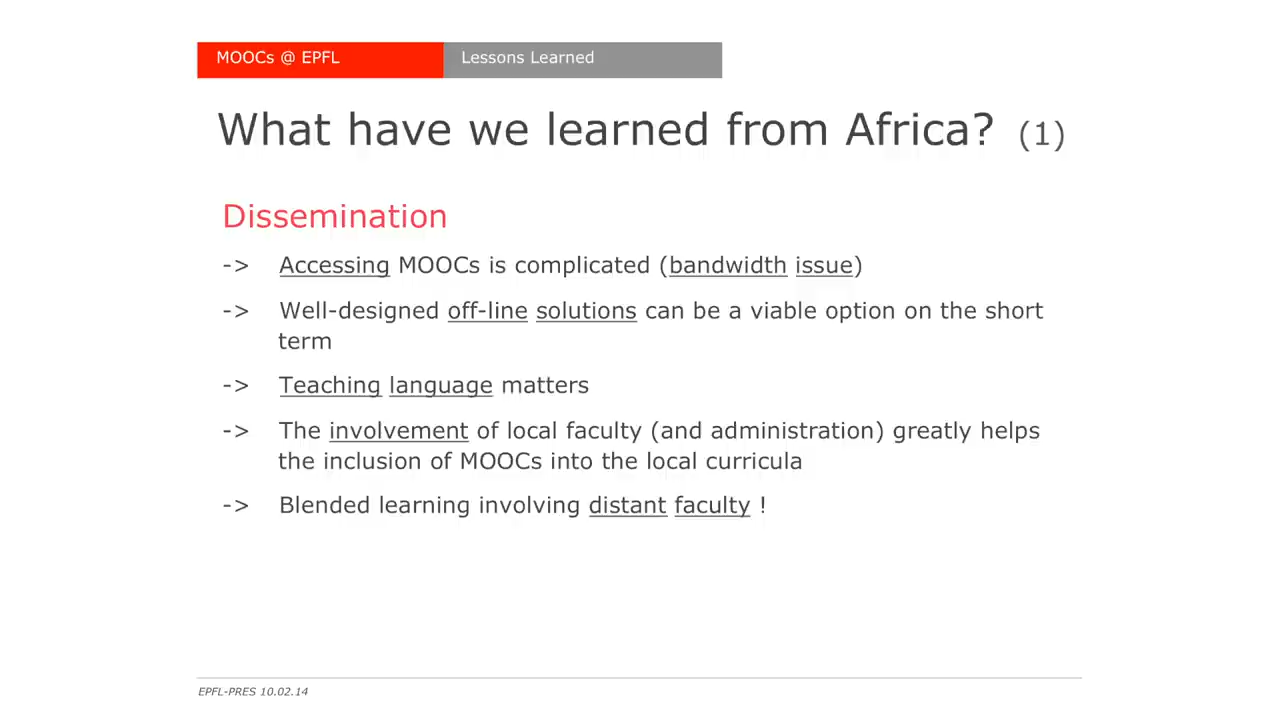 MOOCs @ EPFL
Lessons Learned
What have we learned from Africa? (1)
Dissemination
-> Accessing MOOCs is complicated (bandwidth issue)
-> Well-designed off-line solutions can be a viable option on the short
term
-> Teaching language matters
-> The involvement of local faculty (and administration) greatly helps
the inclusion of MOOCs into the local curricula
-> Blended learning involving distant faculty !
EPFL-PRES 10.02.14